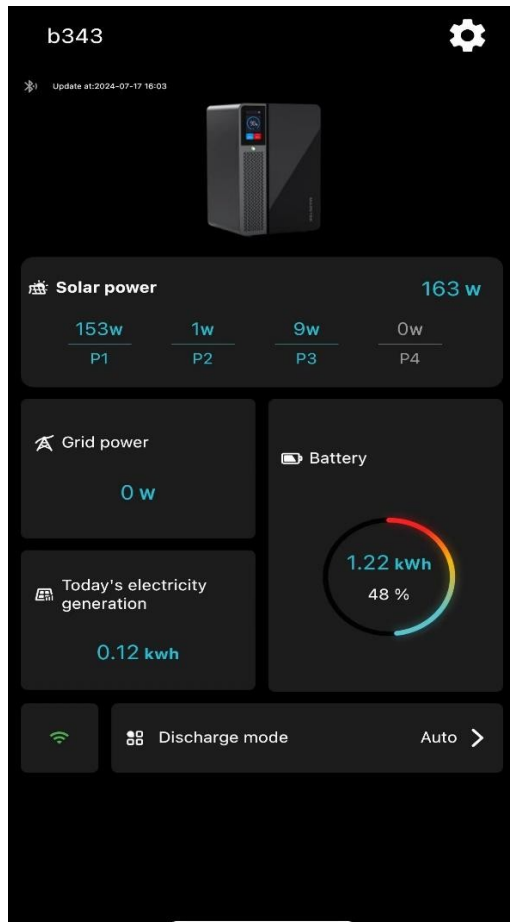 b343
Update at:2024-07-17 16:03
Solar power
163 w
153w 1w 9w 0w
P1 P2 P3 P4
Grid power
0 w
Battery
1.22 kWh
48 %
Today's electricity
generation
0.12 kwh
Discharge mode Auto